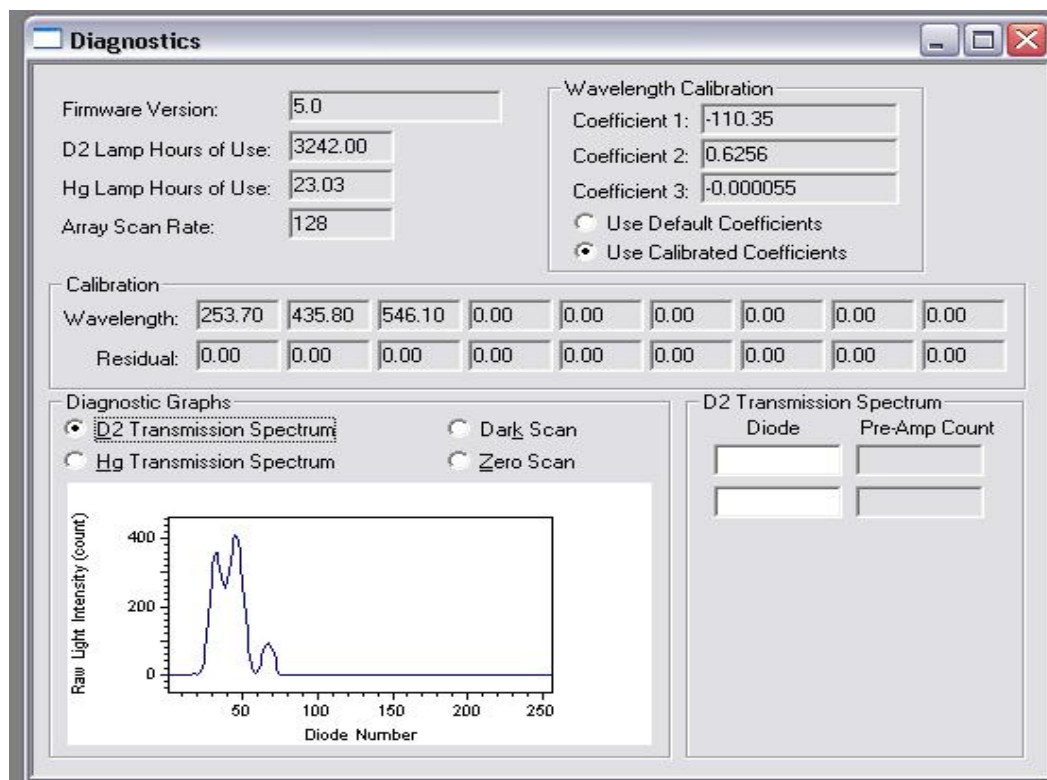 Diagnostics
Firmware Version: 5.0
D2 Lamp Hours of Use: 3242.00
Hg Lamp Hours of Use: 23.03
Array Scan Rate: 128
Wavelength Calibration
Coefficient 1: -110.35
Coefficient 2: 0.6256
Coefficient 3: -0.000055
Use Default Coefficients
Use Calibrated Coefficients
Calibration
Wavelength: 253.70 435.80 546.10 0.00 0.00 0.00 0.00 0.00 0.00
Residual: 0.00 0.00 0.00 0.00 0.00 0.00 0.00 0.00 0.00
Diagnostic Graphs
D2 Transmission Spectrum
Dark Scan
Hg Transmission Spectrum
Zero Scan
Raw Light Intensity (count)
400
200
0
50 100 150 200 250
Diode Number
D2 Transmission Spectrum
Diode Pre-Amp Count